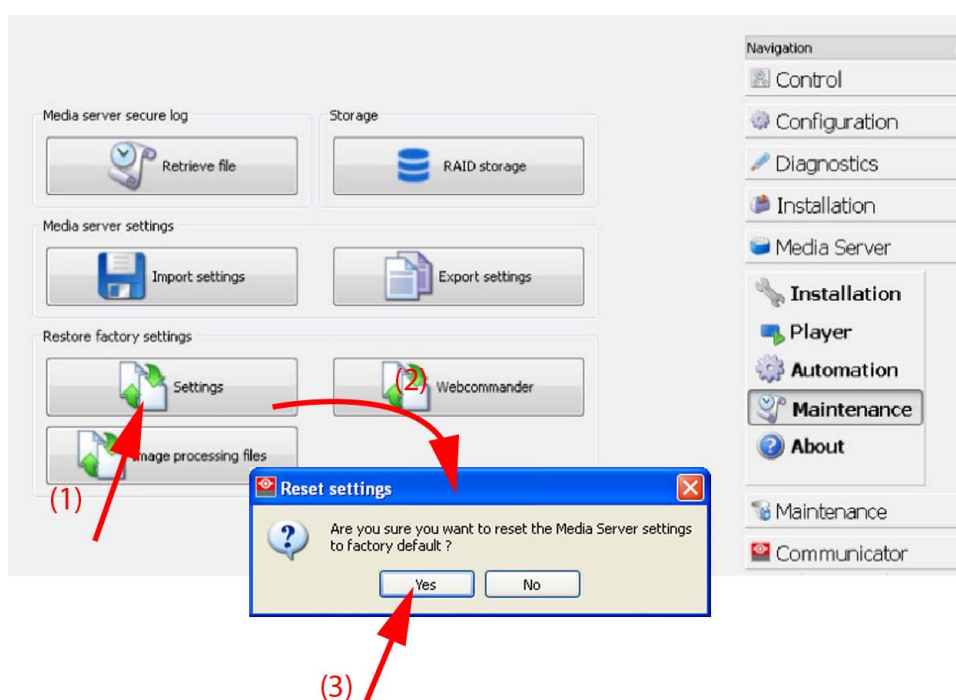 Media server secure log
Retrieve file
Storage
RAID storage
Media server settings
Import settings
Export settings
Restore factory settings
Settings
(2)
Webcommander
Image processing files
(1)
Reset settings
Are you sure you want to reset the Media Server settings
to factory default ?
Yes
No
(3)
Navigation
Control
Configuration
Diagnostics
Installation
Media Server
Installation
Player
Automation
Maintenance
About
Maintenance
Communicator